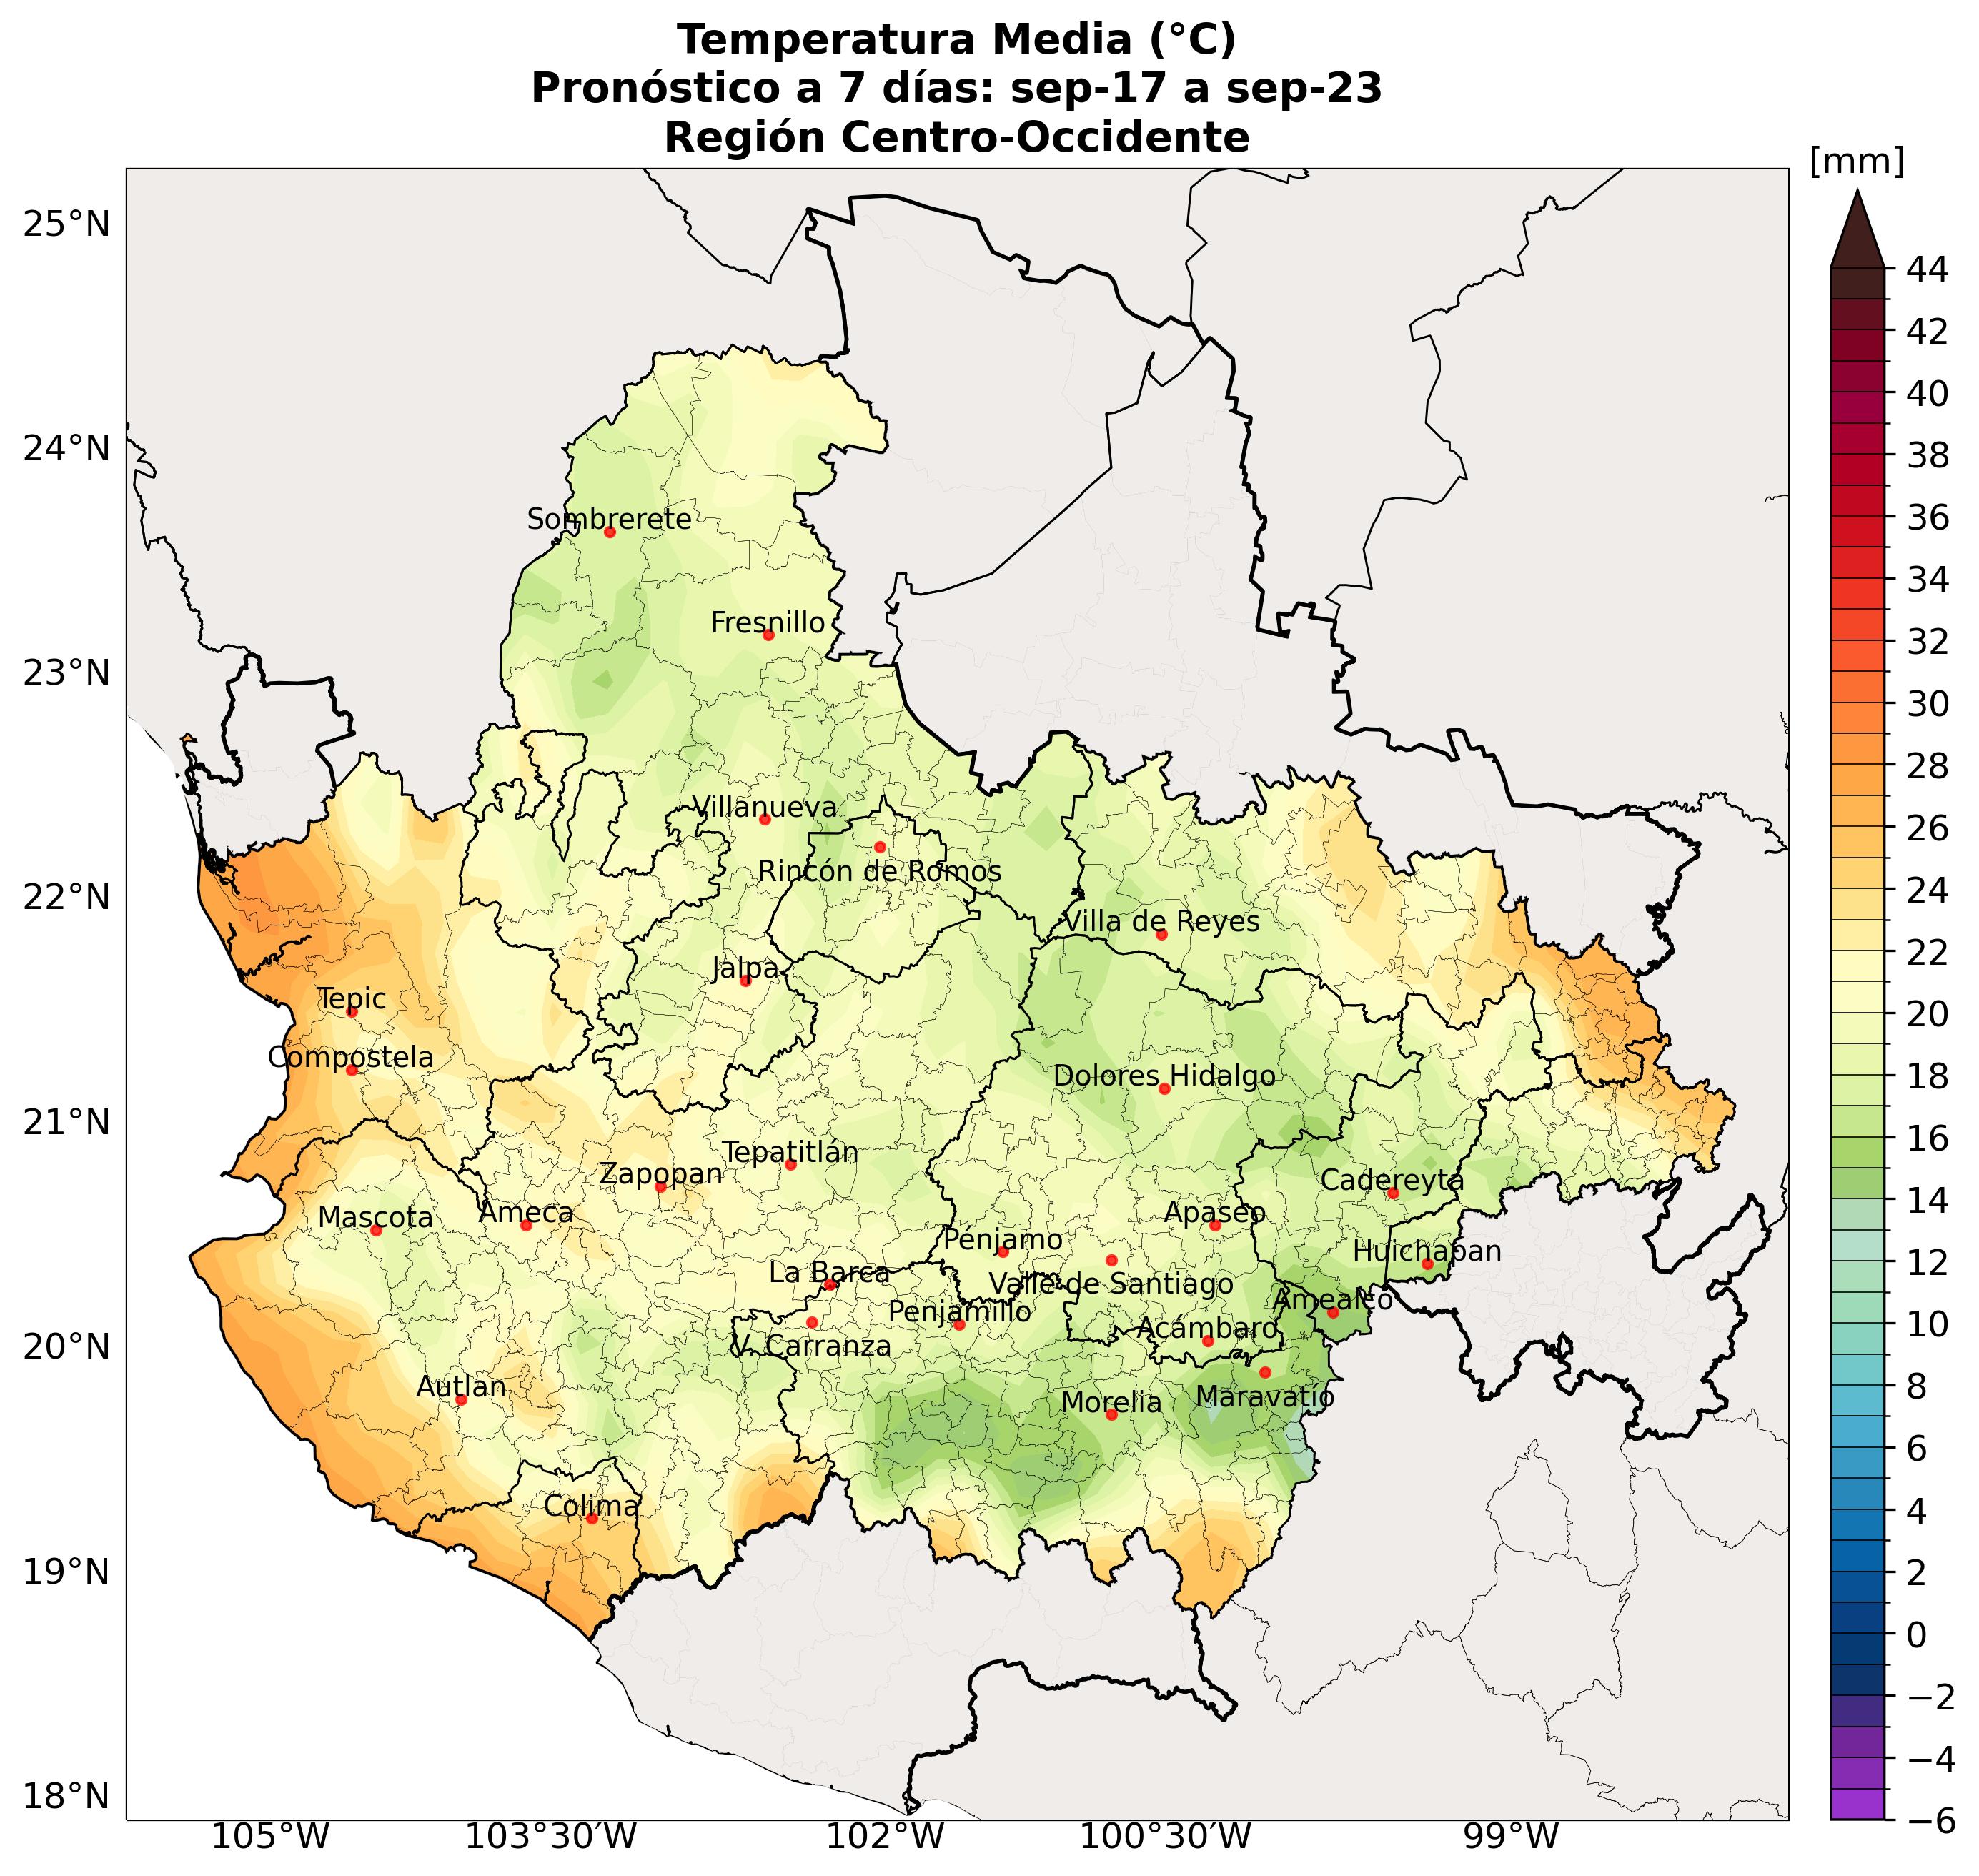 Temperatura Media (°C)
Pronóstico a 7 días: sep-17 a sep-23
Región Centro-Occidente
[mm]
25°N
24°N
23°N
22°N
21°N
20°N
19°N
18°N
105°W
103°30'W
102°W
100°30'W
99°W
44
42
40
38
36
34
32
30
28
26
24
22
20
18
16
14
12
10
8
6
4
2
0
−2
−4
−6
Sombrerete
Fresnillo
Villanueva
Rincón de Romos
Villa de Reyes
Jalpa
Tepic
Compostela
Dolores Hidalgo
Tepatitlán
Zapopan
Cadereyta
Mascota
Ameca
Apaseo
Pénjamo
Huichapan
La Barca
Valle de Santiago
Amealco
Penjamillo
Acámbaro
V. Carranza
Autlan
Maravatío
Morelia
Colima